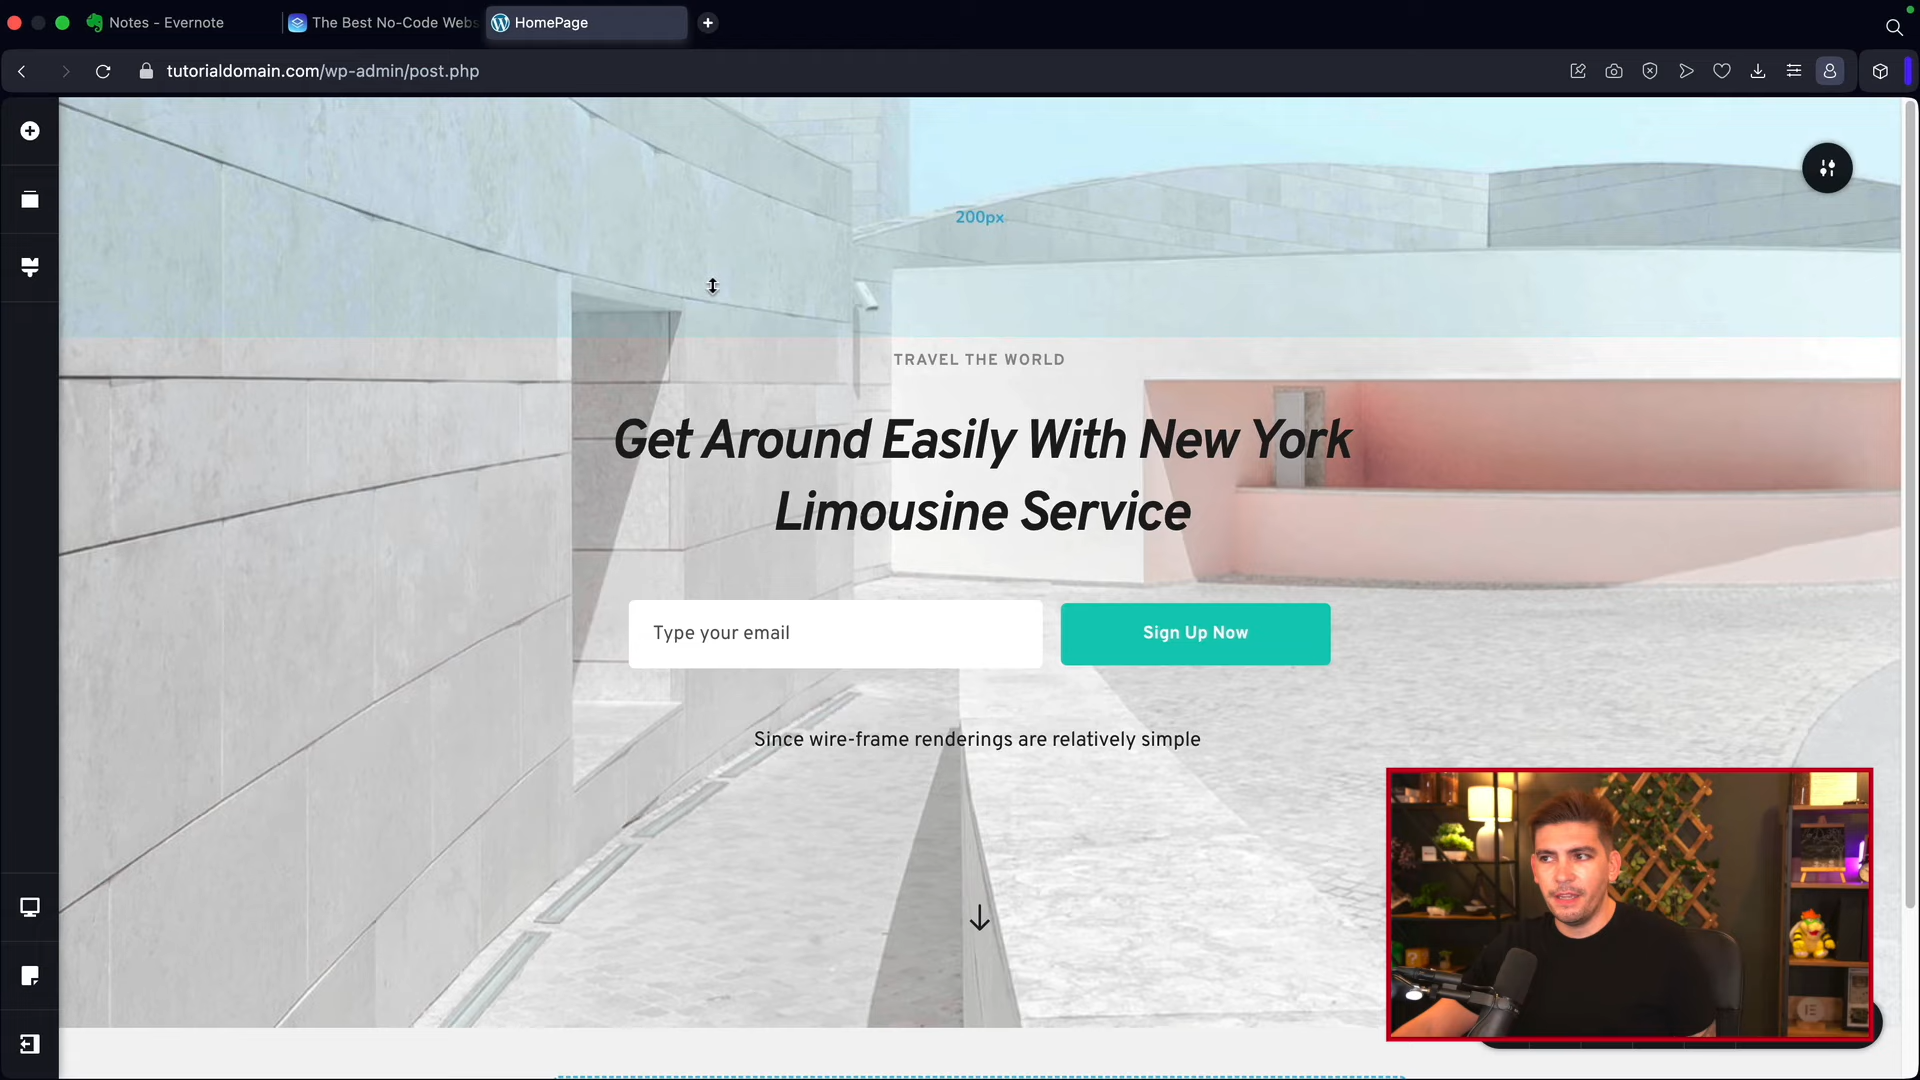 Notes - Evernote
The Best No-Code Webs
HomePage
tutorialdomain.com/wp-admin/post.php
200px
TRAVEL THE WORLD
Get Around Easily With New York
Limousine Service
Type your email
Sign Up Now
Since wire-frame renderings are relatively simple